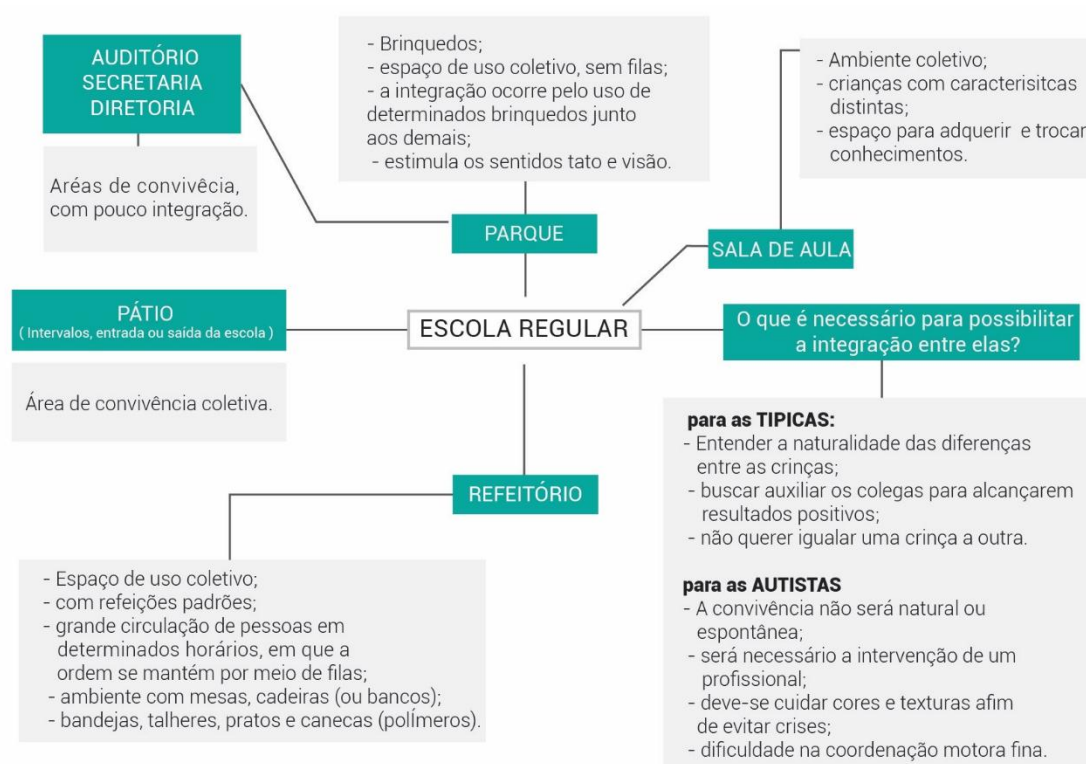 AUDITÓRIO
SECRETARIA
DIRETORIA
Aréas de convivêcia,
com pouco integração.
- Brinquedos;
- espaço de uso coletivo, sem filas;
- a integração ocorre pelo uso de
determinados brinquedos junto
aos demais;
- estimula os sentidos tato e visão.
PARQUE
- Ambiente coletivo;
- crianças com caracterisitcas
distintas;
- espaço para adquerir e trocar
conhecimentos.
SALA DE AULA
PÁTIO
( Intervalos, entrada ou saída da escola )
Área de convivência coletiva.
ESCOLA REGULAR
O que é necessário para possibilitar
a integração entre elas?
para as TIPICAS:
- Entender a naturalidade das diferenças
entre as crinças;
- buscar auxiliar os colegas para alcançarem
resultados positivos;
- não querer igualar uma crinça a outra.
para as AUTISTAS
- A convivência não será natural ou
espontânea;
- será necessário a intervenção de um
profissional;
- deve-se cuidar cores e texturas afim
de evitar crises;
- dificuldade na coordenação motora fina.
REFEITÓRIO
- Espaço de uso coletivo;
- com refeições padrões;
- grande circulação de pessoas em
determinados horários, em que a
ordem se mantém por meio de filas;
- ambiente com mesas, cadeiras (ou bancos);
- bandejas, talheres, pratos e canecas (polÍmeros).